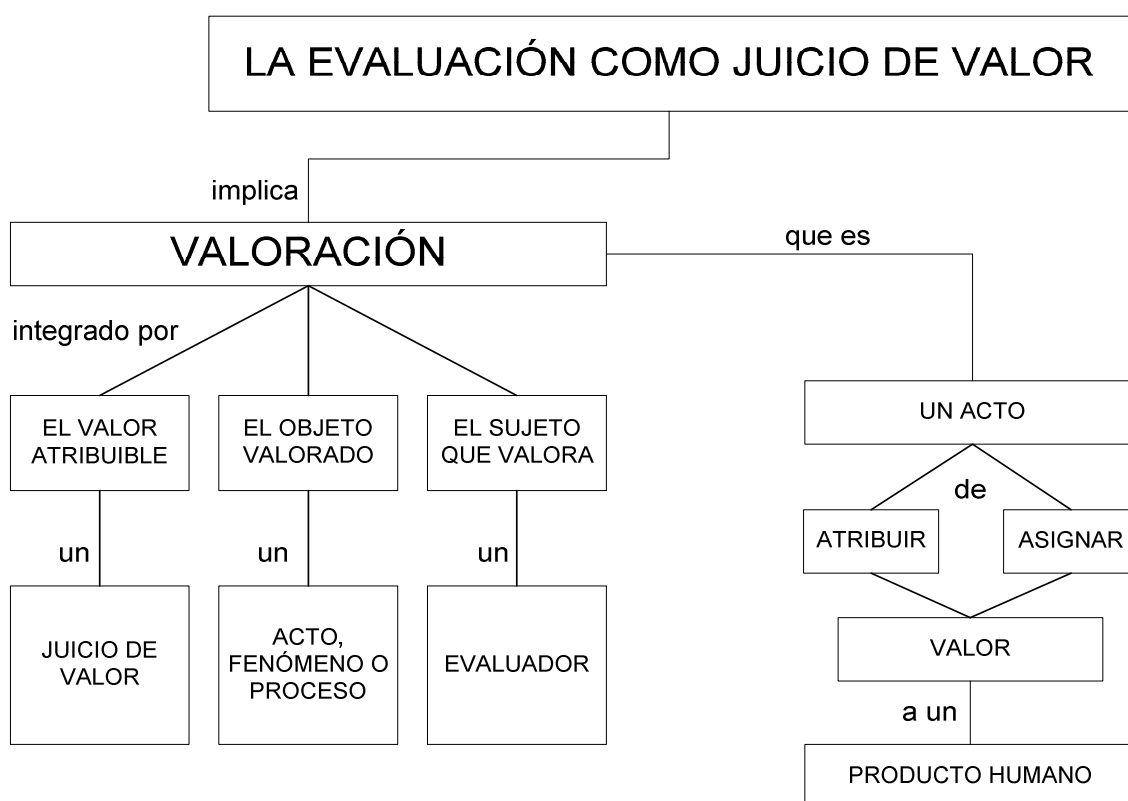 LA EVALUACIÓN COMO JUICIO DE VALOR
implica
VALORACIÓN
que es
integrado por
EL VALOR
ATRIBUIBLE
EL OBJETO
VALORADO
EL SUJETO
QUE VALORA
UN ACTO
de
ATRIBUIR
ASIGNAR
un
un
un
JUICIO DE
VALOR
ACTO,
FENÓMENO O
PROCESO
EVALUADOR
VALOR
a un
PRODUCTO HUMANO